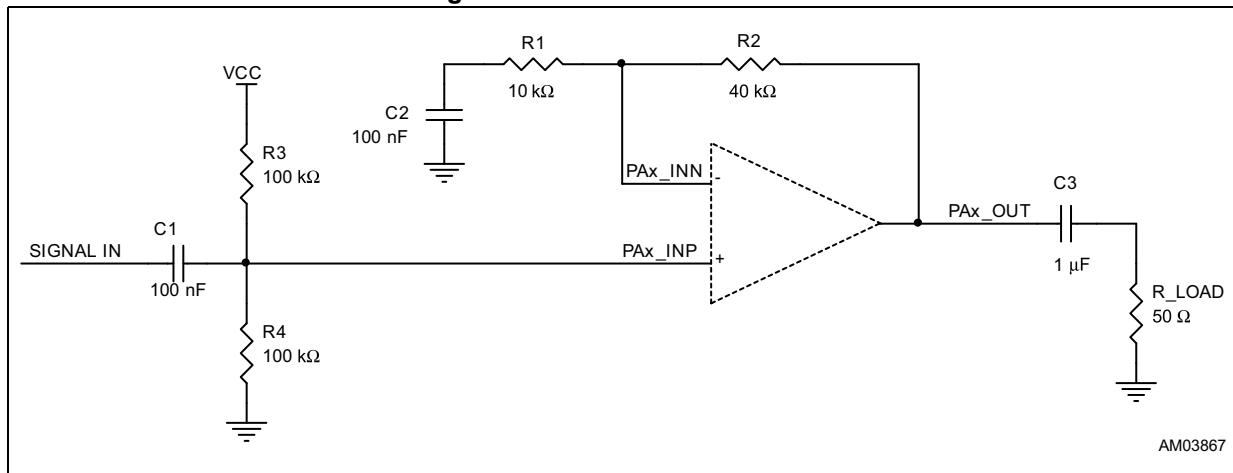 R1
R2
VCC
10 kΩ
40 kΩ
C2
100 nF
R3
100 kΩ
PAx_INN
-
C3
C1
PAx_OUT
SIGNAL IN
PAx_INP
+
1 μF
100 nF
R_LOAD
50 Ω
R4
100 kΩ
AM03867